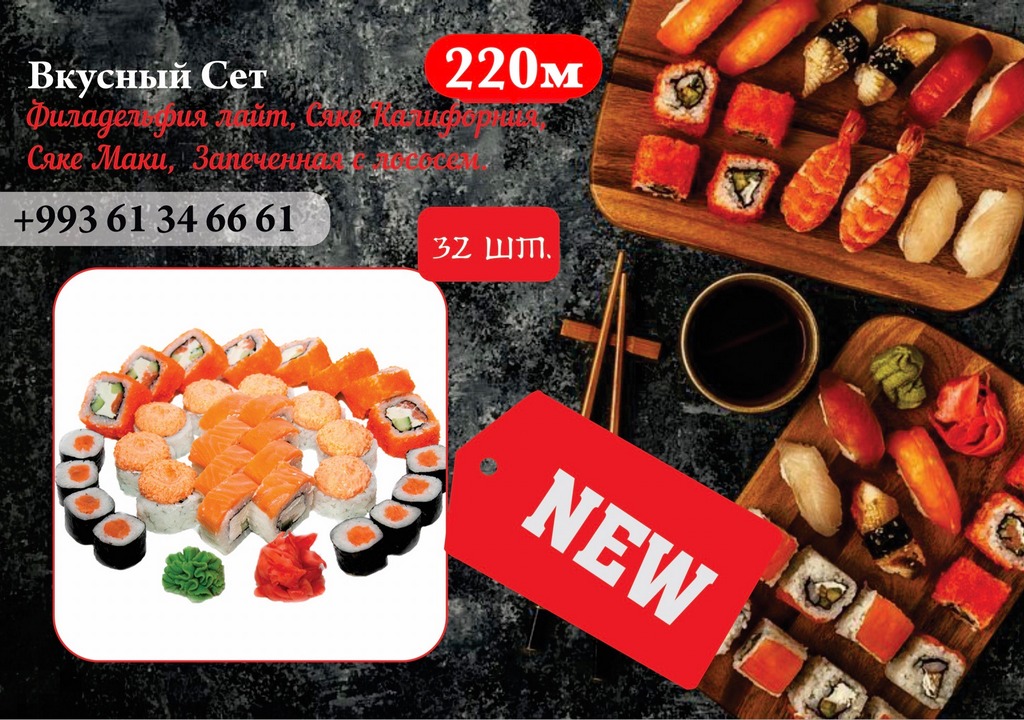 Вкусный Сет
220м
Филадельфия лайт, Сяке Калифорния,
Сяке Маки, Запеченная с лососем.
+993 61 34 66 61
32 шт.
NEW